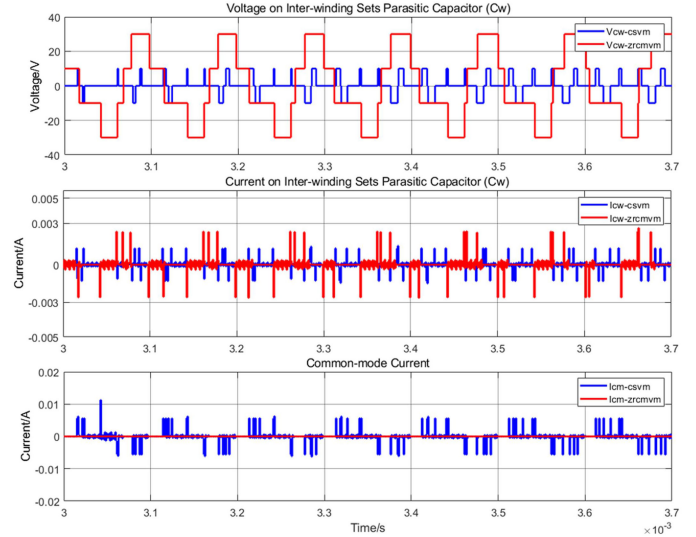 Voltage on Inter-winding Sets Parasitic Capacitor (Cw)
Voltage/V
40
20
0
-20
-40
Vcw-csvm
Vcw-zrcmvm
3 3.1 3.2 3.3 3.4 3.5 3.6 3.7
Current on Inter-winding Sets Parasitic Capacitor (Cw)
Current/A
0.005
0.003
0
-0.003
-0.005
Icw-csvm
Icw-zrcmvm
3 3.1 3.2 3.3 3.4 3.5 3.6 3.7
Common-mode Current
Current/A
0.02
0.01
0
-0.01
-0.02
Icm-csvm
Icm-zrcmvm
3 3.1 3.2 3.3 3.4 3.5 3.6 3.7
Time/s
×10⁻³